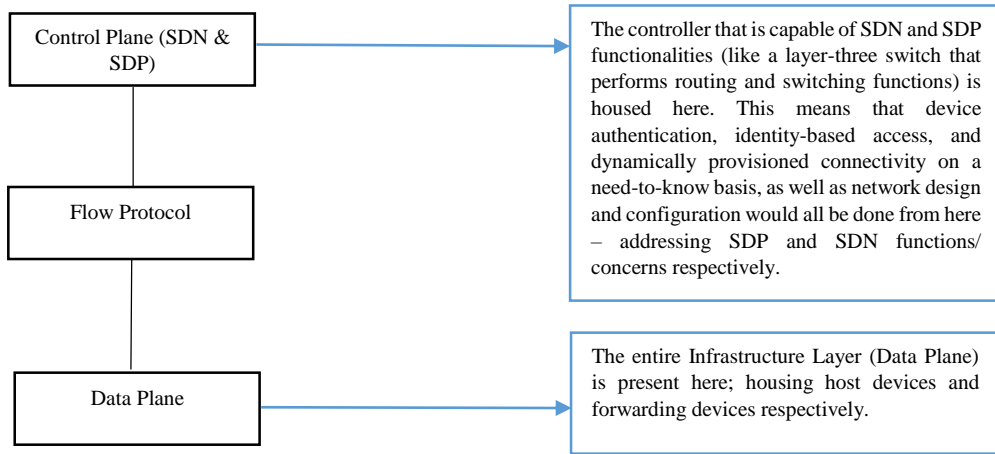 Control Plane (SDN &
SDP)
The controller that is capable of SDN and SDP
functionalities (like a layer-three switch that
performs routing and switching functions) is
housed here. This means that device
authentication, identity-based access, and
dynamically provisioned connectivity on a
need-to-know basis, as well as network design
and configuration would all be done from here
– addressing SDP and SDN functions/
concerns respectively.
Flow Protocol
Data Plane
The entire Infrastructure Layer (Data Plane)
is present here; housing host devices and
forwarding devices respectively.